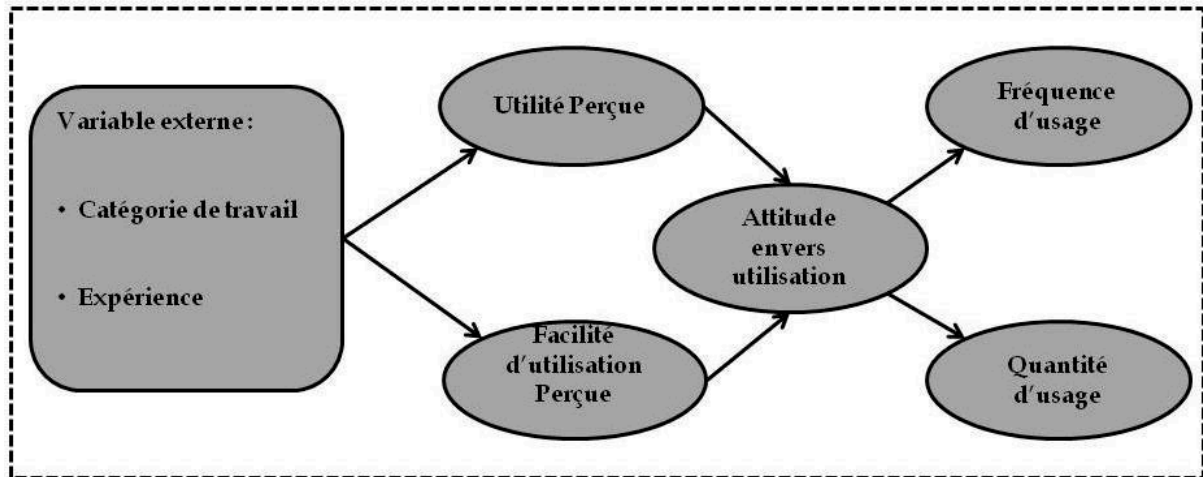 Variable externe:
• Catégorie de travail
• Expérience
Utilité Perçue
Facilité
d'utilisation
Perçue
Attitude
envers
utilisation
Fréquence
d'usage
Quantité
d'usage